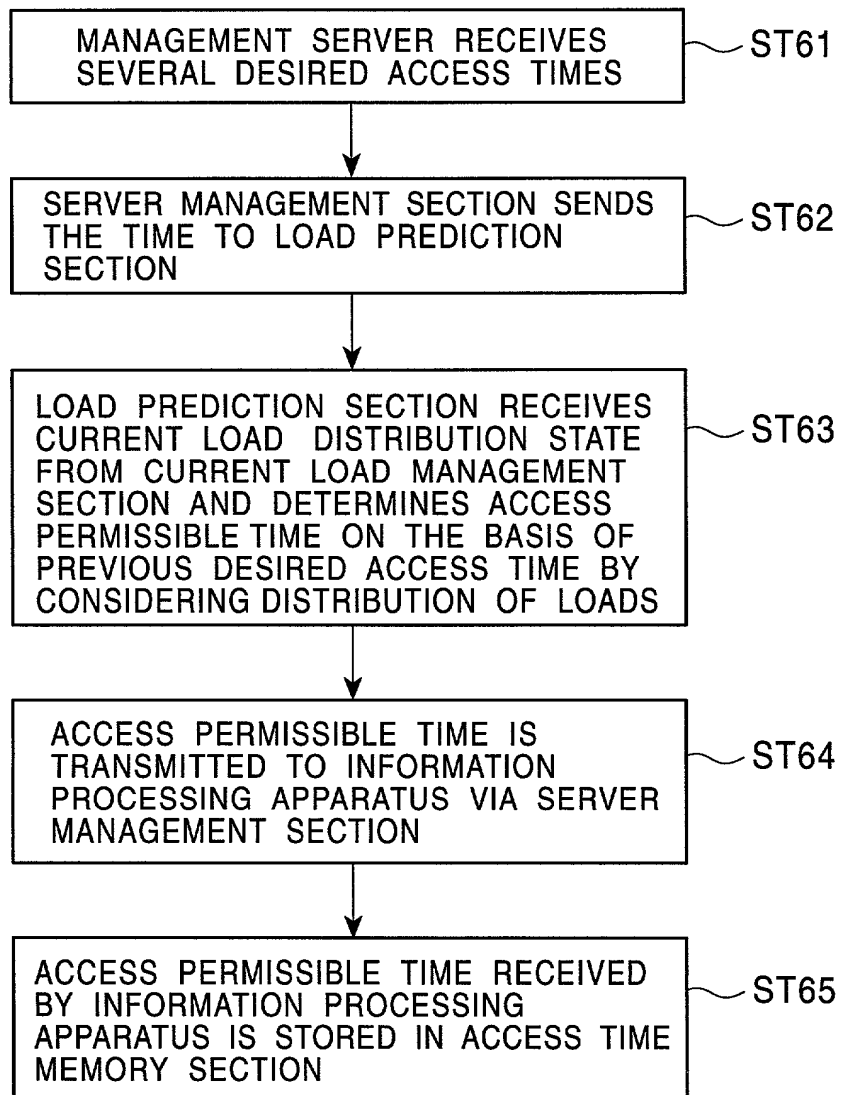 MANAGEMENT SERVER RECEIVES
SEVERAL DESIRED ACCESS TIMES
ST61
SERVER MANAGEMENT SECTION SENDS
THE TIME TO LOAD PREDICTION
SECTION
ST62
LOAD PREDICTION SECTION RECEIVES
CURRENT LOAD DISTRIBUTION STATE
FROM CURRENT LOAD MANAGEMENT
SECTION AND DETERMINES ACCESS
PERMISSIBLE TIME ON THE BASIS OF
PREVIOUS DESIRED ACCESS TIME BY
CONSIDERING DISTRIBUTION OF LOADS
ST63
ACCESS PERMISSIBLE TIME IS
TRANSMITTED TO INFORMATION
PROCESSING APPARATUS VIA SERVER
MANAGEMENT SECTION
ST64
ACCESS PERMISSIBLE TIME RECEIVED
BY INFORMATION PROCESSING
APPARATUS IS STORED IN ACCESS TIME
MEMORY SECTION
ST65